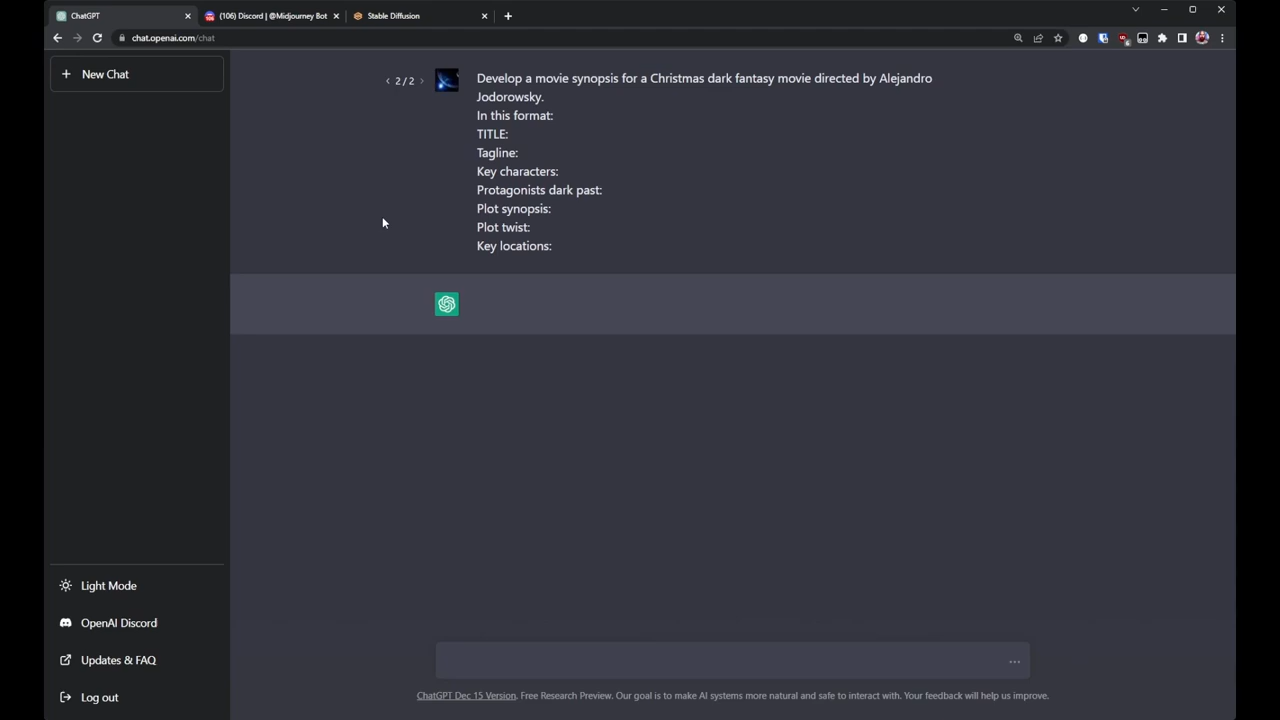 ChatGPT
(106) Discord | @Midjourney Bot
Stable Diffusion
chat.openai.com/chat
New Chat
2 / 2
Develop a movie synopsis for a Christmas dark fantasy movie directed by Alejandro
Jodorowsky.
In this format:
TITLE:
Tagline:
Key characters:
Protagonists dark past:
Plot synopsis:
Plot twist:
Key locations:
Light Mode
OpenAI Discord
Updates & FAQ
Log out
ChatGPT Dec 15 Version. Free Research Preview. Our goal is to make AI systems more natural and safe to interact with. Your feedback will help us improve.